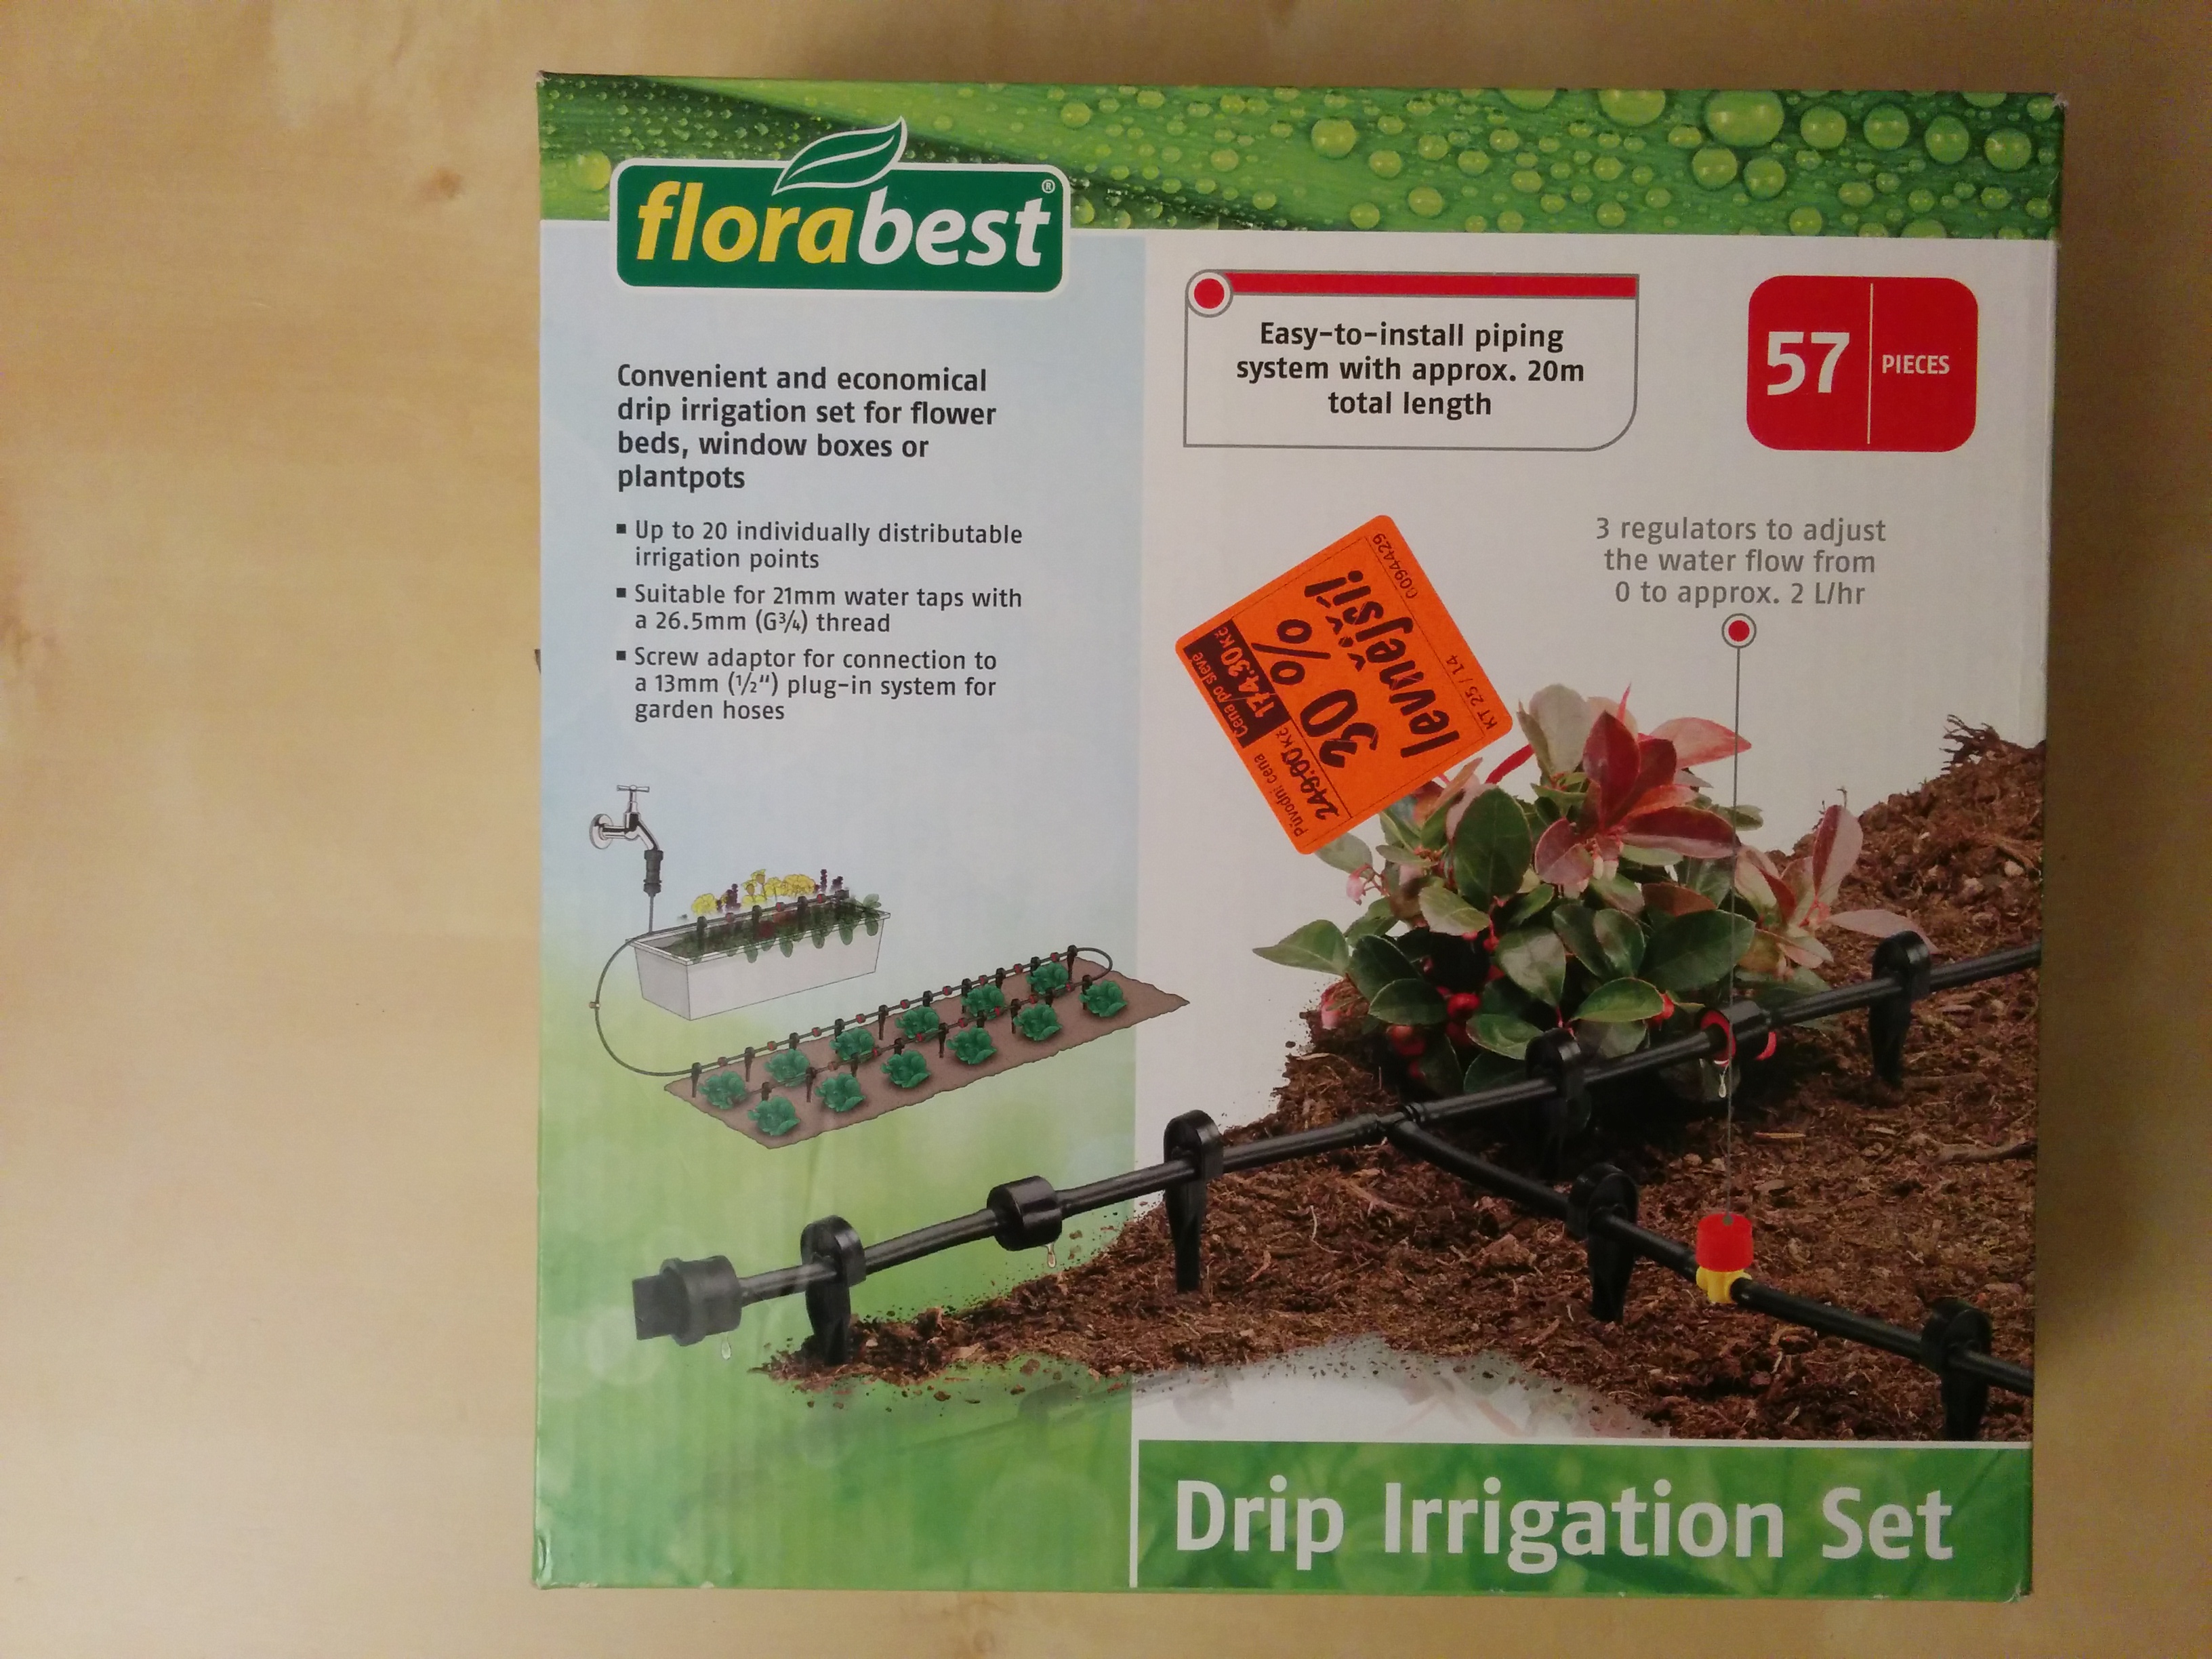 florabest®
Convenient and economical
drip irrigation set for flower
beds, window boxes or
plantpots
▪ Up to 20 individually distributable
irrigation points
▪ Suitable for 21mm water taps with
a 26.5mm (G¾) thread
▪ Screw adaptor for connection to
a 13mm (½“) plug-in system for
garden hoses
Easy-to-install piping
system with approx. 20m
total length
57 PIECES
3 regulators to adjust
the water flow from
0 to approx. 2 L/hr
Původní cena
249.00 Kč
Cena po slevě
174.30 Kč
30 %
levnější!
KT 25 / 14
0094429
Drip Irrigation Set